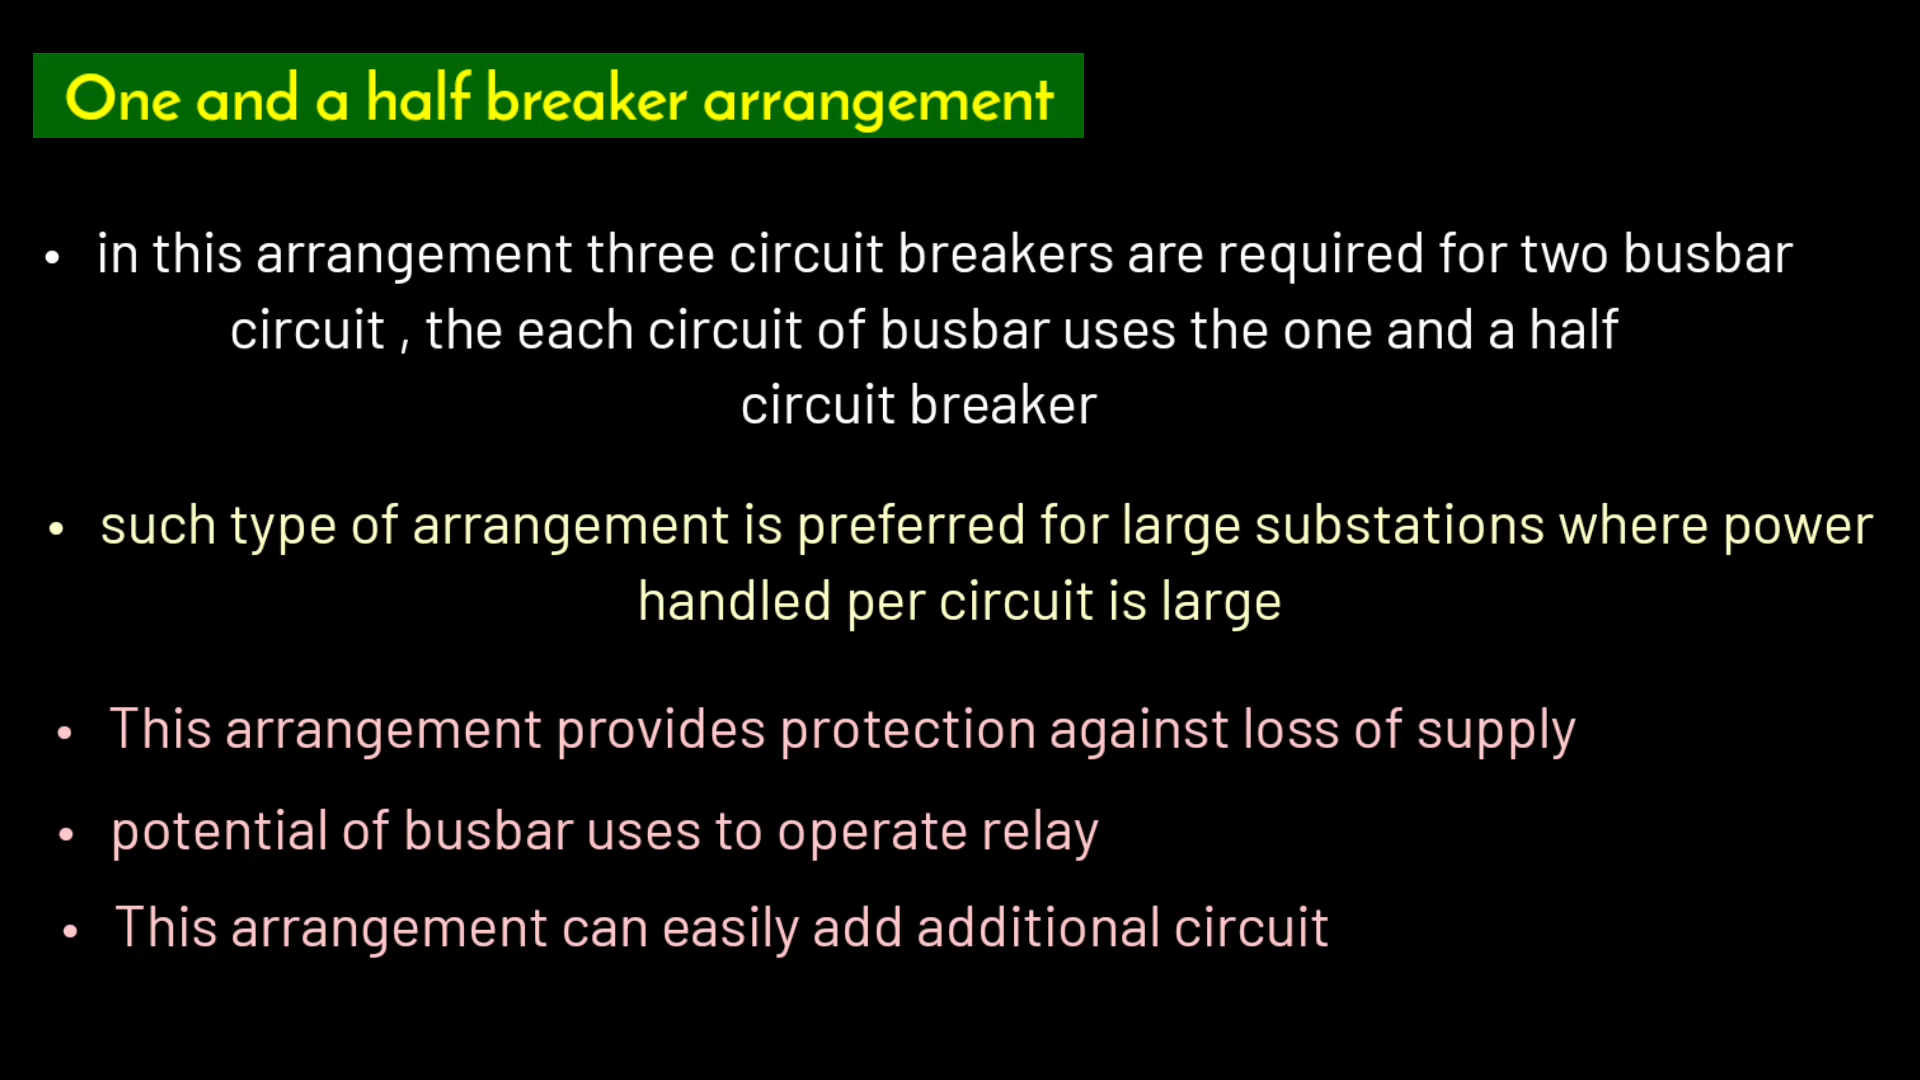 One and a half breaker arrangement
• in this arrangement three circuit breakers are required for two busbar
circuit , the each circuit of busbar uses the one and a half
circuit breaker
• such type of arrangement is preferred for large substations where power
handled per circuit is large
• This arrangement provides protection against loss of supply
• potential of busbar uses to operate relay
• This arrangement can easily add additional circuit